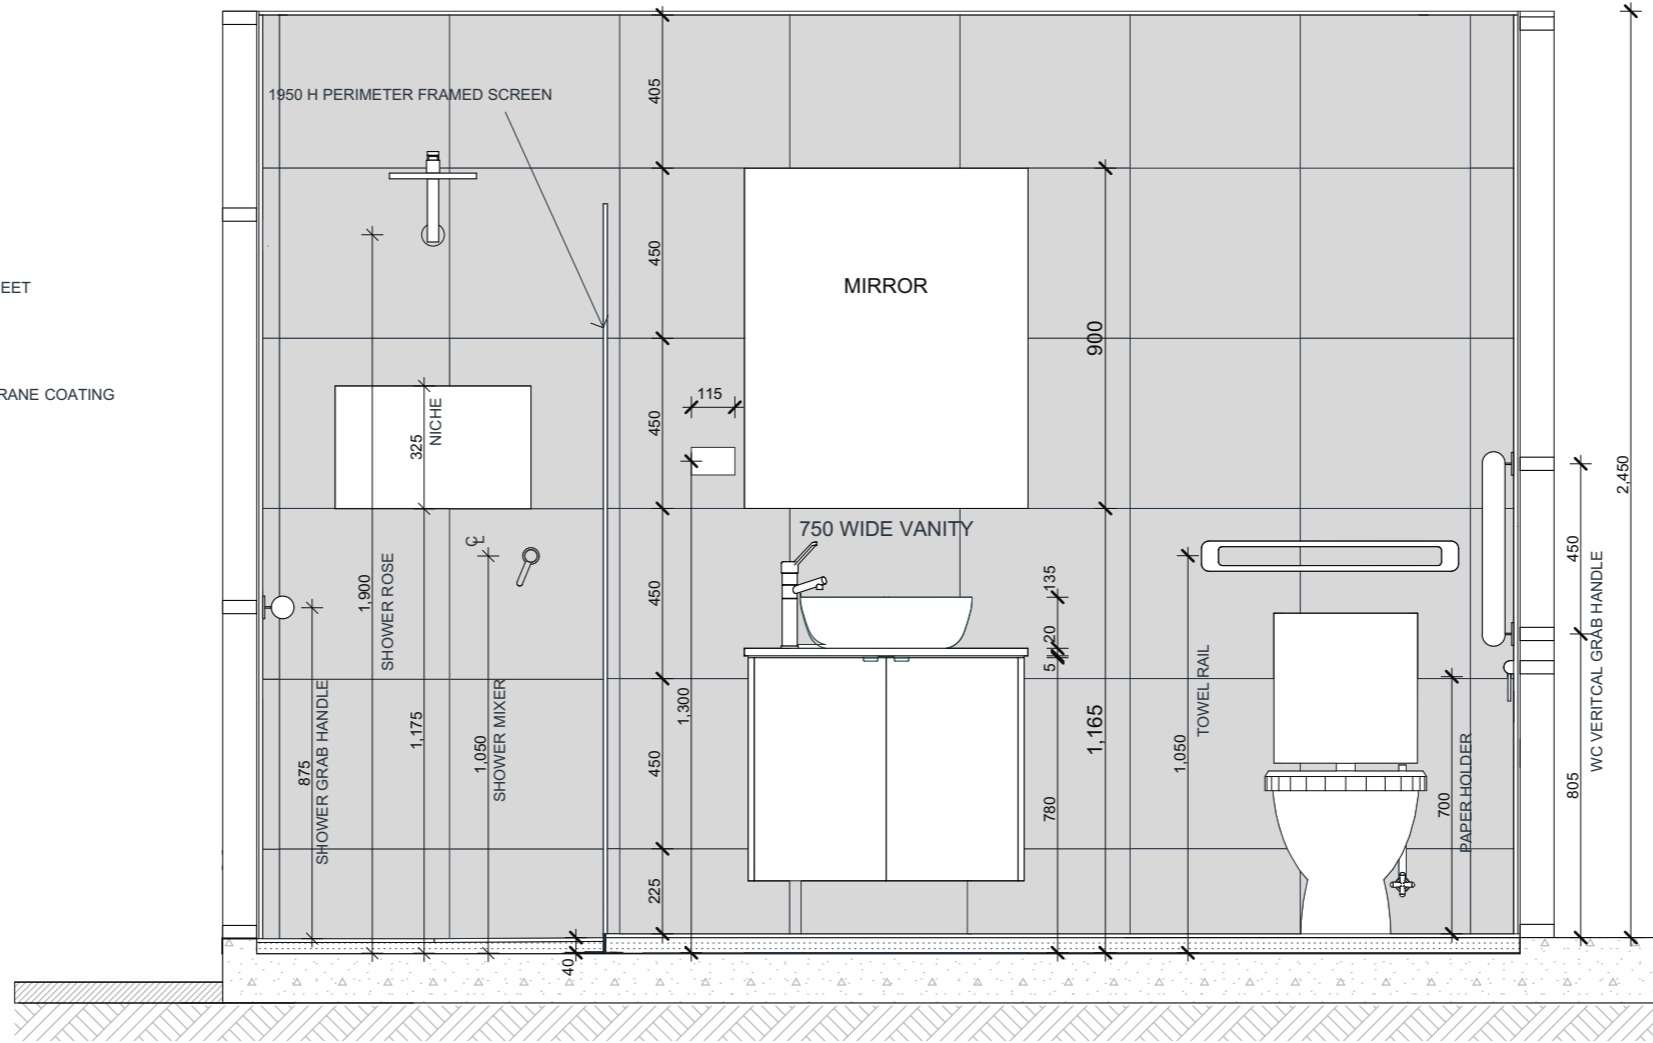 1950 H PERIMETER FRAMED SCREEN
405
EET
450
MIRROR
900
RANE COATING
115
450
325
NICHE
2,450
750 WIDE VANITY
℄
450
135
20
5
450
1,900
SHOWER ROSE
1,175
1,050
SHOWER MIXER
875
SHOWER GRAB HANDLE
1,300
450
1,165
780
1,050
TOWEL RAIL
700
PAPER HOLDER
805
WC VERITCAL GRAB HANDLE
225
40